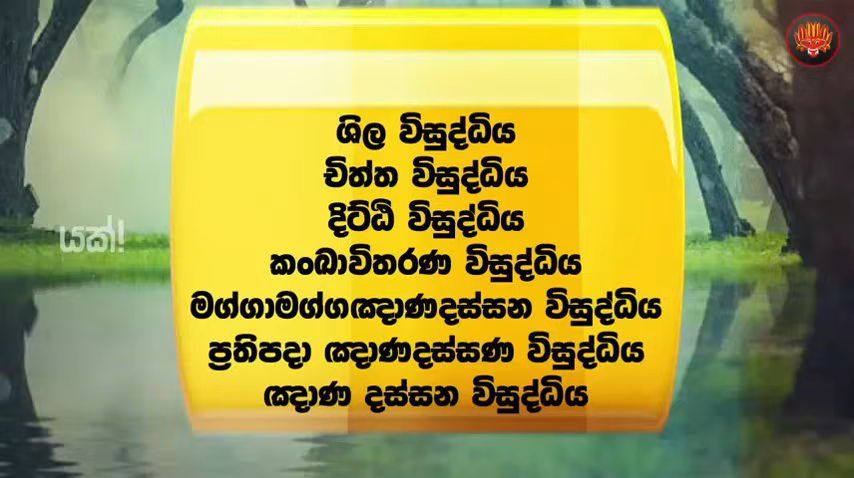 ශිල විසුද්ධිය
චිත්ත විසුද්ධිය
දිට්ඨි විසුද්ධිය
කංඛාවිතරණ විසුද්ධිය
මග්ගාමග්ගඤාණදස්සන විසුද්ධිය
ප්‍රතිපදා ඤාණදස්සණ විසුද්ධිය
ඤාණ දස්සන විසුද්ධිය
යක්!